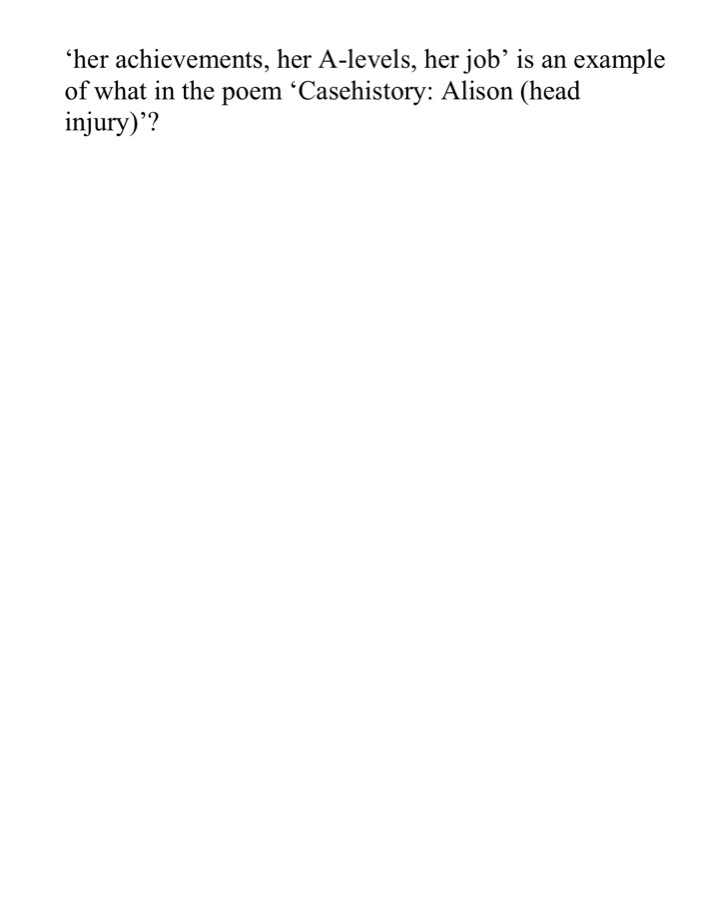 ‘her achievements, her A-levels, her job’ is an example
of what in the poem ‘Casehistory: Alison (head
injury)’?